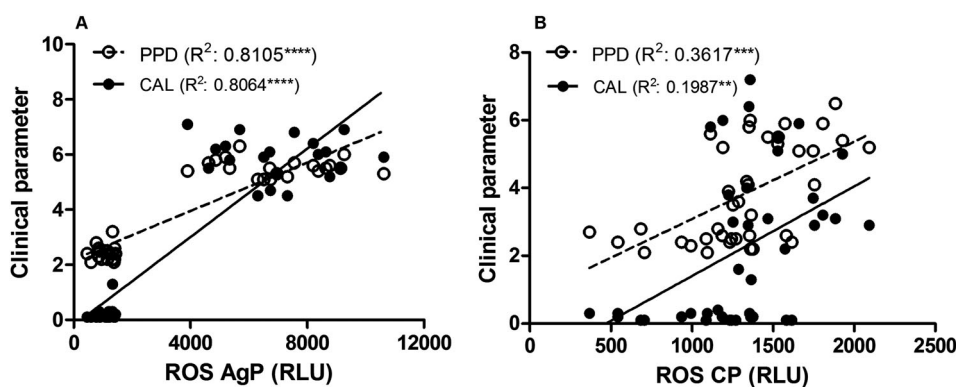 A
PPD (R²: 0.8105****)
CAL (R²: 0.8064****)
Clinical parameter
10
8
6
4
2
0
0
4000
8000
12000
ROS AgP (RLU)
B
PPD (R²: 0.3617***)
CAL (R²: 0.1987**)
Clinical parameter
8
6
4
2
0
0
500
1000
1500
2000
2500
ROS CP (RLU)